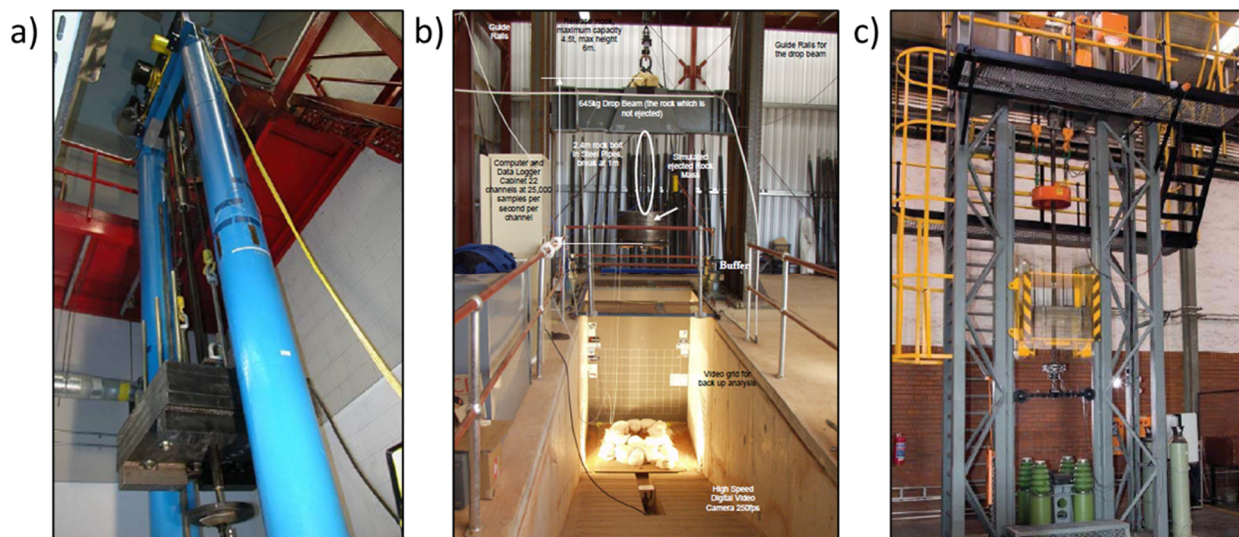 a)
b)
c)
Guide
Rails
Release Hook,
maximum capacity
4.5t, max height
6m.
Guide Rails for
the drop beam
645kg Drop Beam (the rock which is
not ejected)
2.4m rock bolt
in Steel Pipes,
break at 1m
Simulated
ejected Rock
Mass
Computer and
Data Logger
Cabinet 22
channels at 25,000
samples per
second per
channel
Buffer
Video grid for
back up analysis
High Speed
Digital Video
Camera 250fps